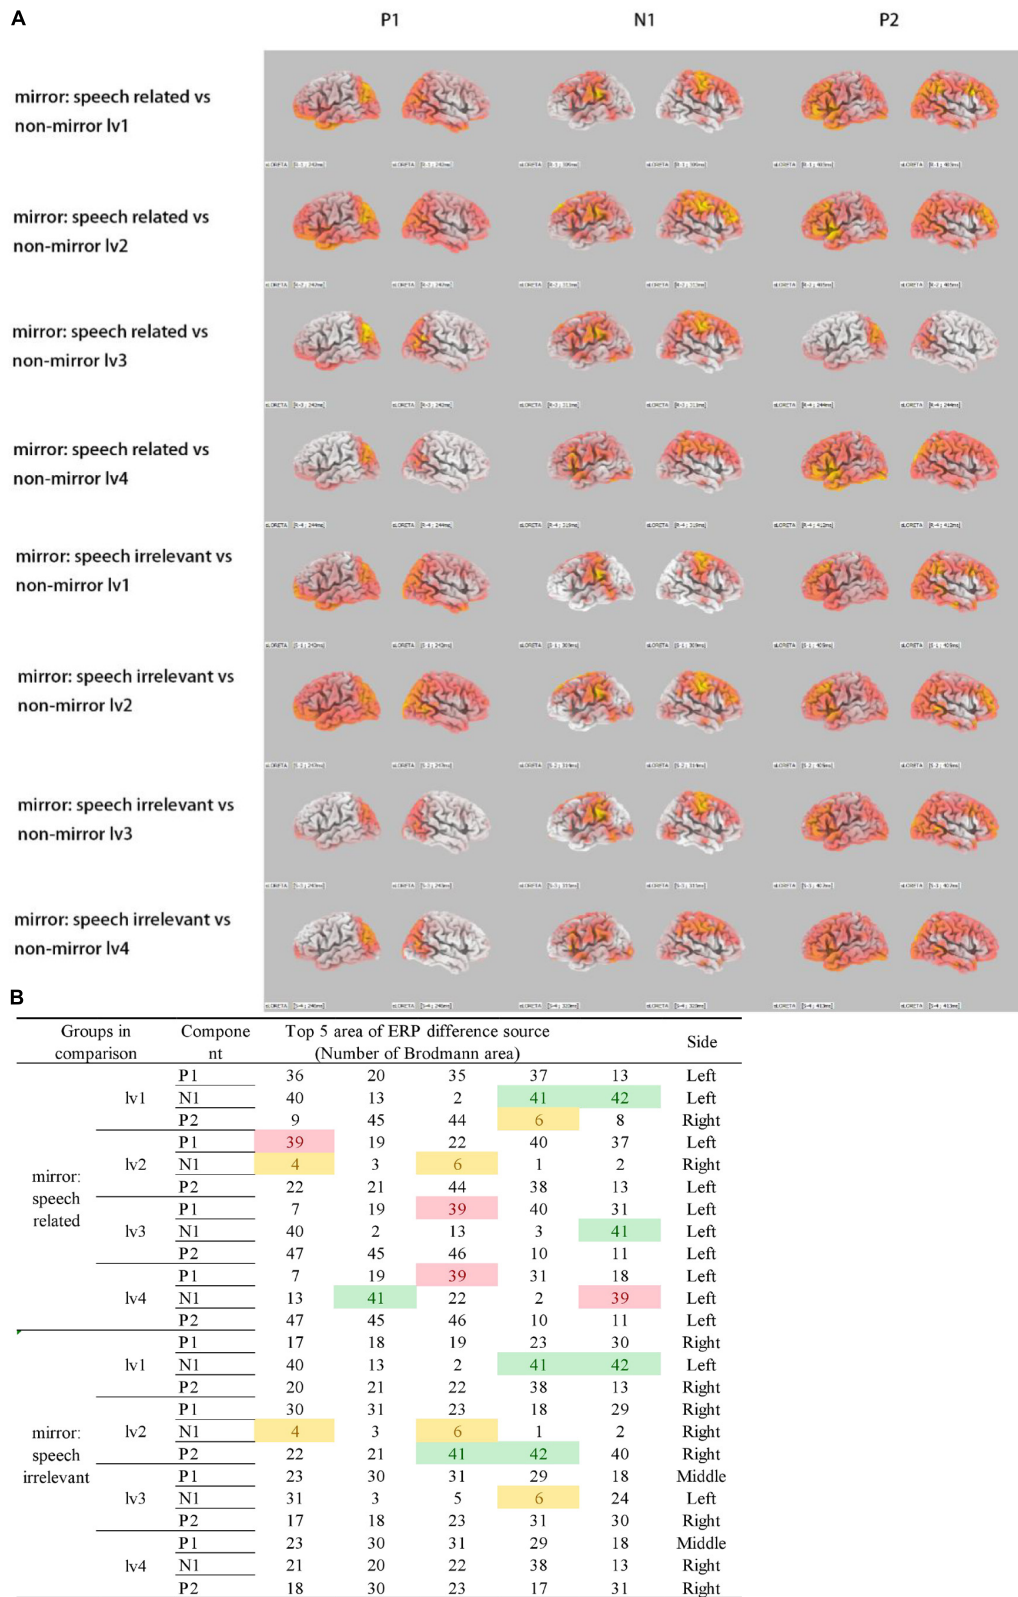 A
P1 N1 P2
mirror: speech related vs
non-mirror lv1
mirror: speech related vs
non-mirror lv2
mirror: speech related vs
non-mirror lv3
mirror: speech related vs
non-mirror lv4
mirror: speech irrelevant vs
non-mirror lv1
mirror: speech irrelevant vs
non-mirror lv2
mirror: speech irrelevant vs
non-mirror lv3
mirror: speech irrelevant vs
non-mirror lv4
B
Groups in comparison Compone nt Top 5 area of ERP difference source (Number of Brodmann area) Side
mirror: speech related
lv1
P1 36 20 35 37 13 Left
N1 40 13 2 41 42 Left
P2 9 45 44 6 8 Right
lv2
P1 39 19 22 40 37 Left
N1 4 3 6 1 2 Right
P2 22 21 44 38 13 Left
lv3
P1 7 19 39 40 31 Left
N1 40 2 13 3 41 Left
P2 47 45 46 10 11 Left
lv4
P1 7 19 39 31 18 Left
N1 13 41 22 2 39 Left
P2 47 45 46 10 11 Left
mirror: speech irrelevant
lv1
P1 17 18 19 23 30 Right
N1 40 13 2 41 42 Left
P2 20 21 22 38 13 Right
lv2
P1 30 31 23 18 29 Right
N1 4 3 6 1 2 Right
P2 22 21 41 42 40 Right
lv3
P1 23 30 31 29 18 Middle
N1 31 3 5 6 24 Left
P2 17 18 23 31 30 Right
lv4
P1 23 30 31 29 18 Middle
N1 21 20 22 38 13 Right
P2 18 30 23 17 31 Right